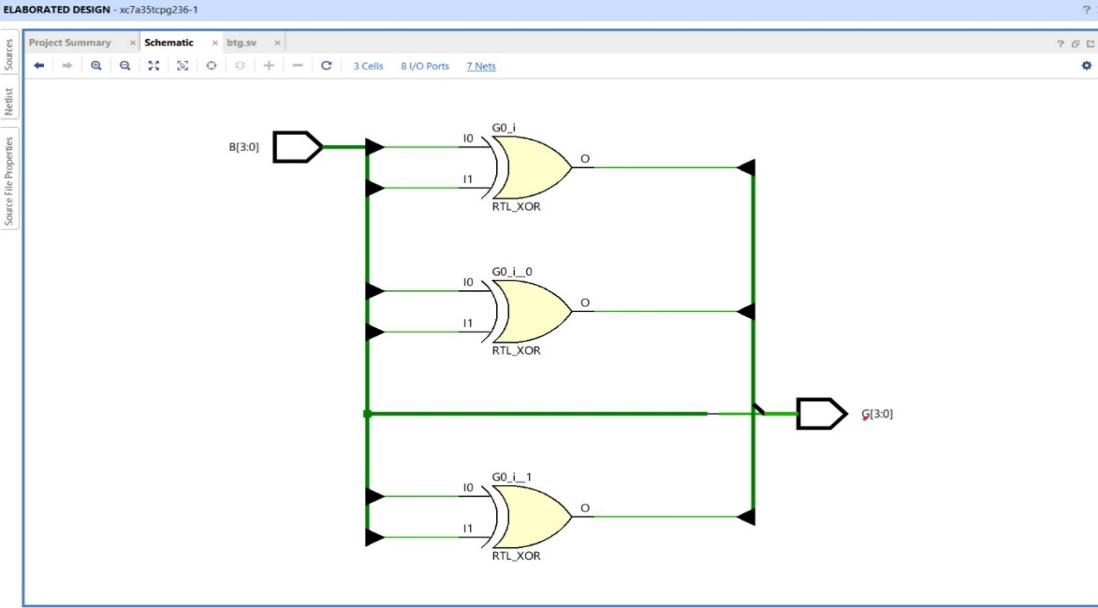 ELABORATED DESIGN - xc7a35tcpg236-1 ?
Sources
Netlist
Source File Properties
Project Summary × Schematic × btg.sv × ?
3 Cells 8 I/O Ports 7 Nets
B[3:0]
G0_i
I0
I1
O
RTL_XOR
G0_i__0
I0
I1
O
RTL_XOR
G[3:0]
G0_i__1
I0
I1
O
RTL_XOR